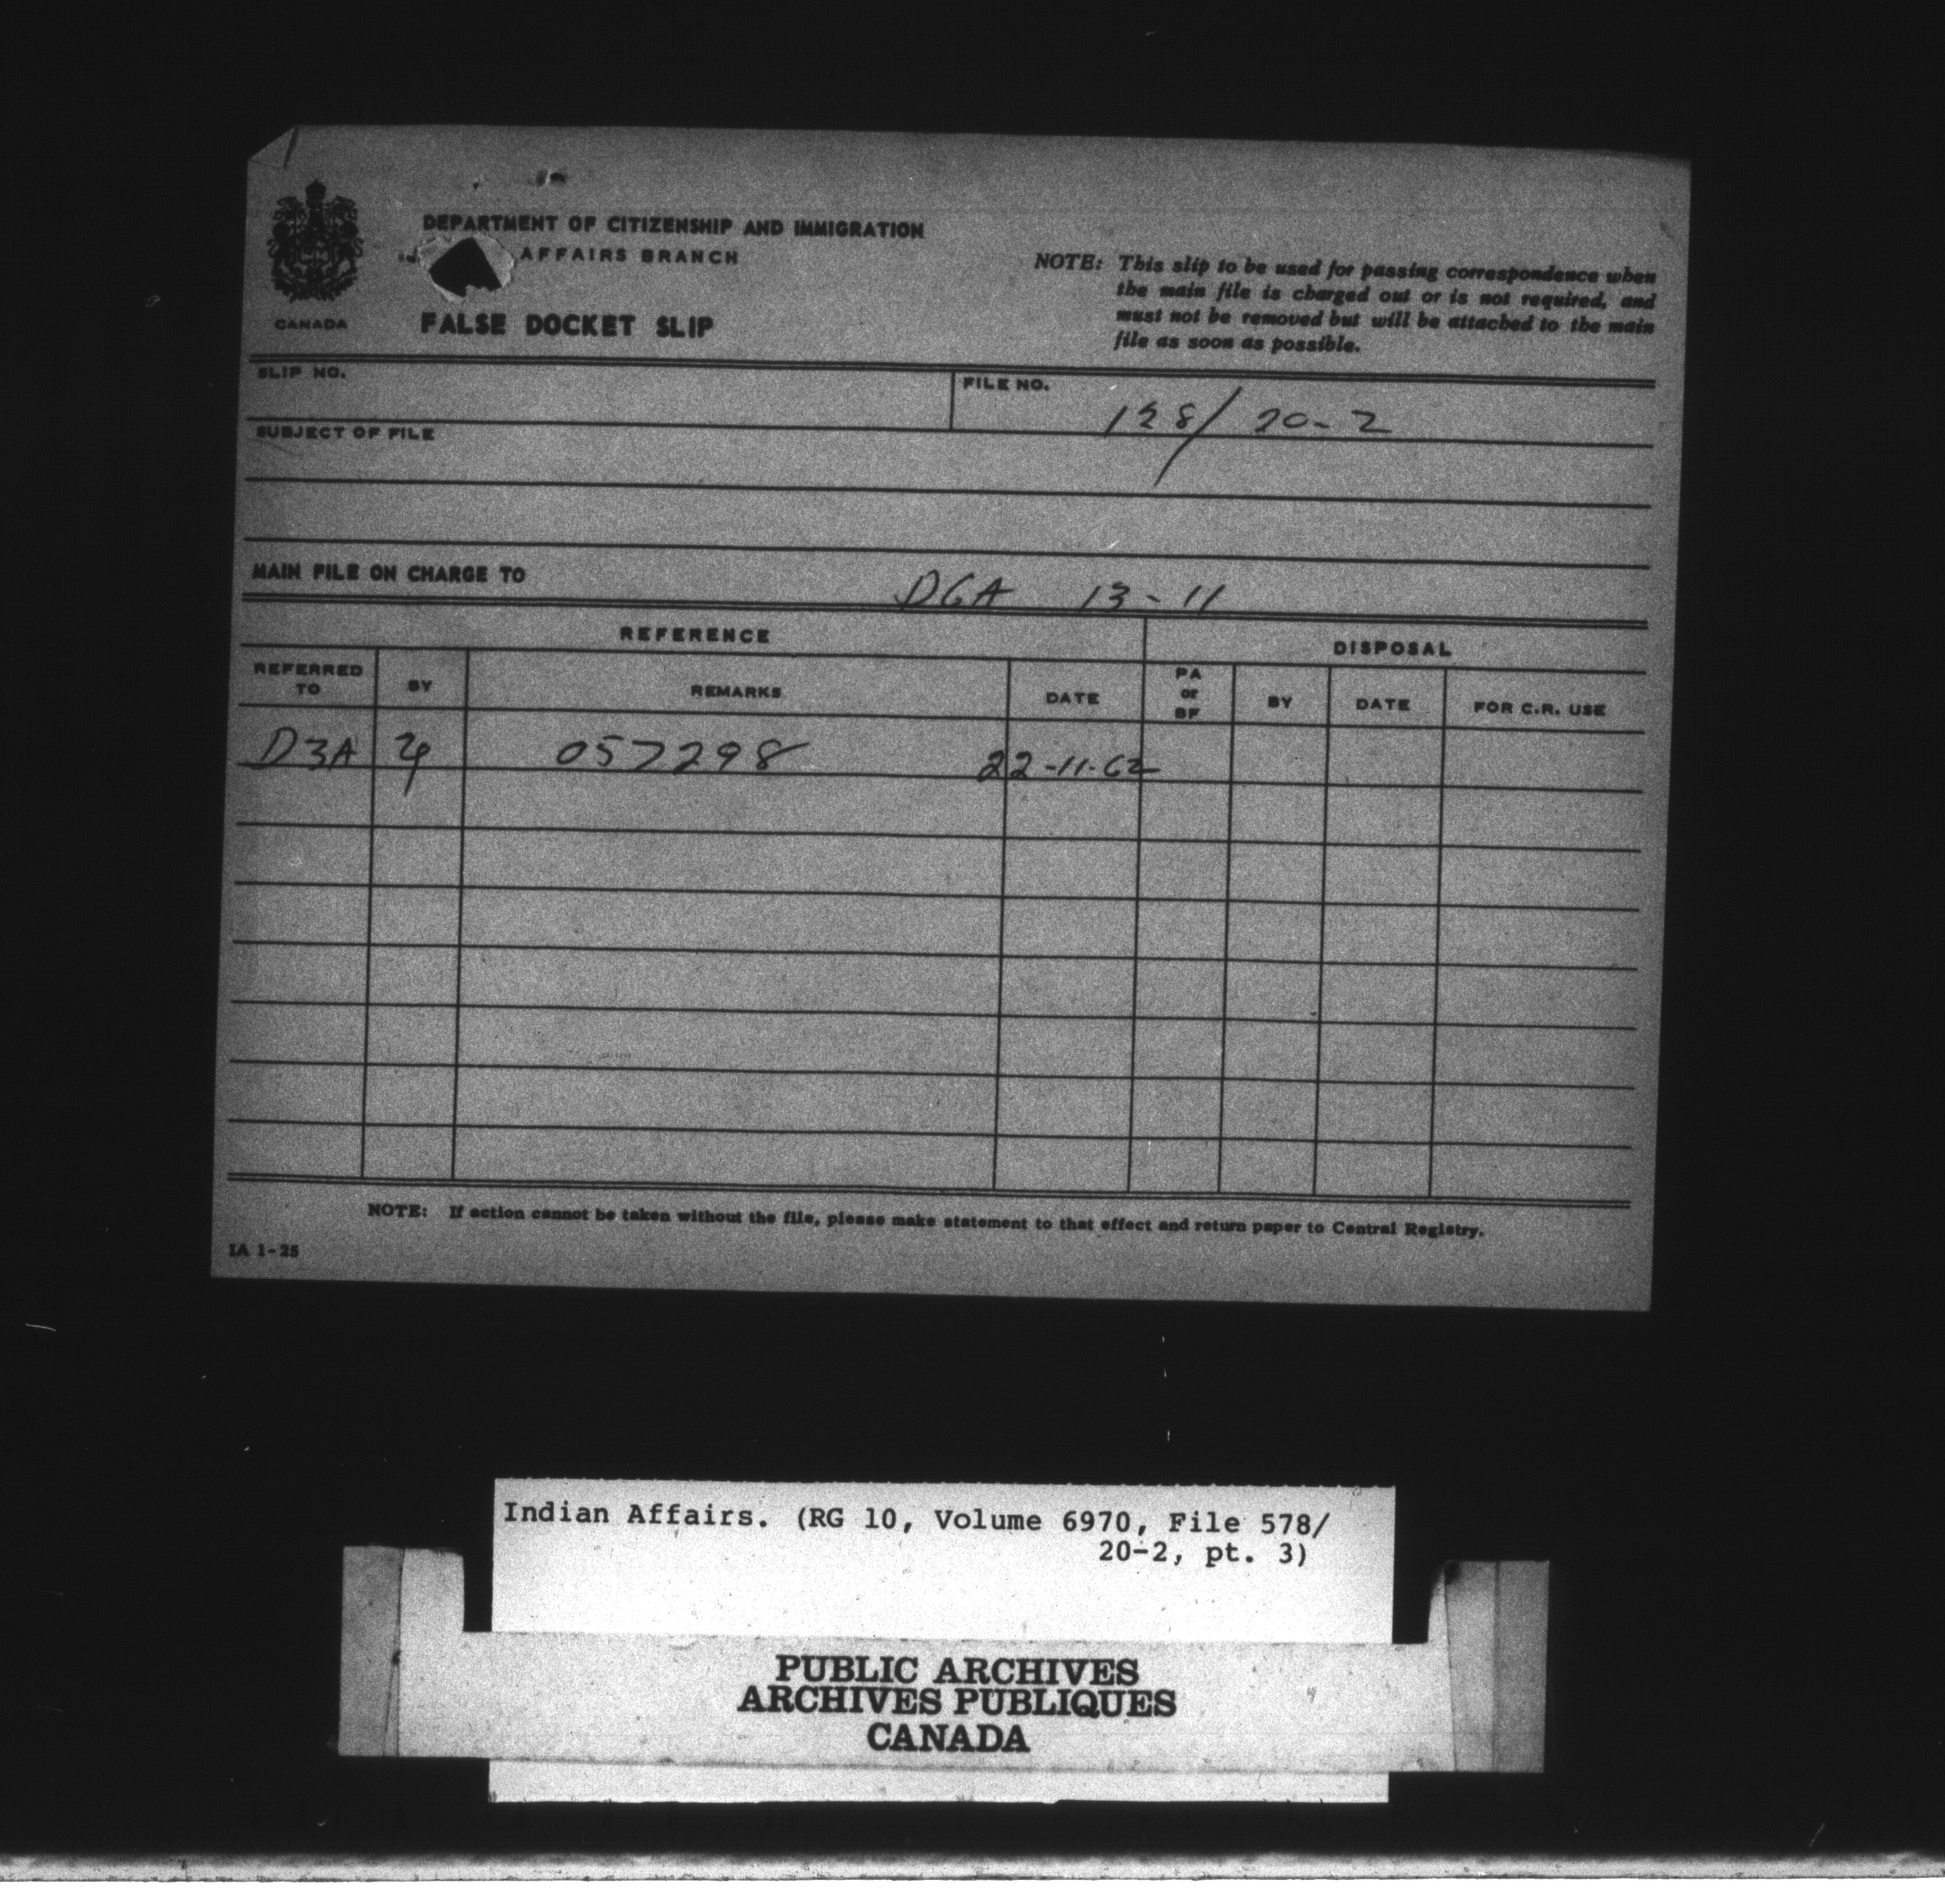 DEPARTMENT OF CITIZENSHIP AND IMMIGRATION
AFFAIRS BRANCH
CANADA
FALSE DOCKET SLIP
NOTE: This slip to be used for passing correspondence when
the main file is charged out or is not required, and
must not be removed but will be attached to the main
file as soon as possible.
SLIP NO.
FILE NO.
/ 20-2
SUBJECT OF FILE
MAIN FILE ON CHARGE TO
13-11
REFERENCE
DISPOSAL
REFERRED TO
BY
REMARKS
DATE
PA or BF
BY
DATE
FOR C.R. USE
D3A 057298 22-11-62
NOTE: If action cannot be taken without the file, please make statement to that effect and return paper to Central Registry.
IA 1-25
Indian Affairs. (RG 10, Volume 6970, File 578/
20-2, pt. 3)
PUBLIC ARCHIVES
ARCHIVES PUBLIQUES
CANADA